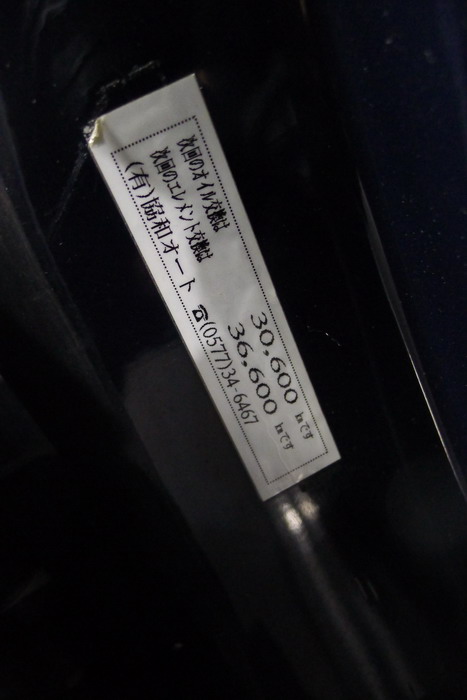 次回のオイル交換は 30,600 kmです
次回のエレメント交換は 36,600 kmです
(有)協和オート ☎(0577)34-6467